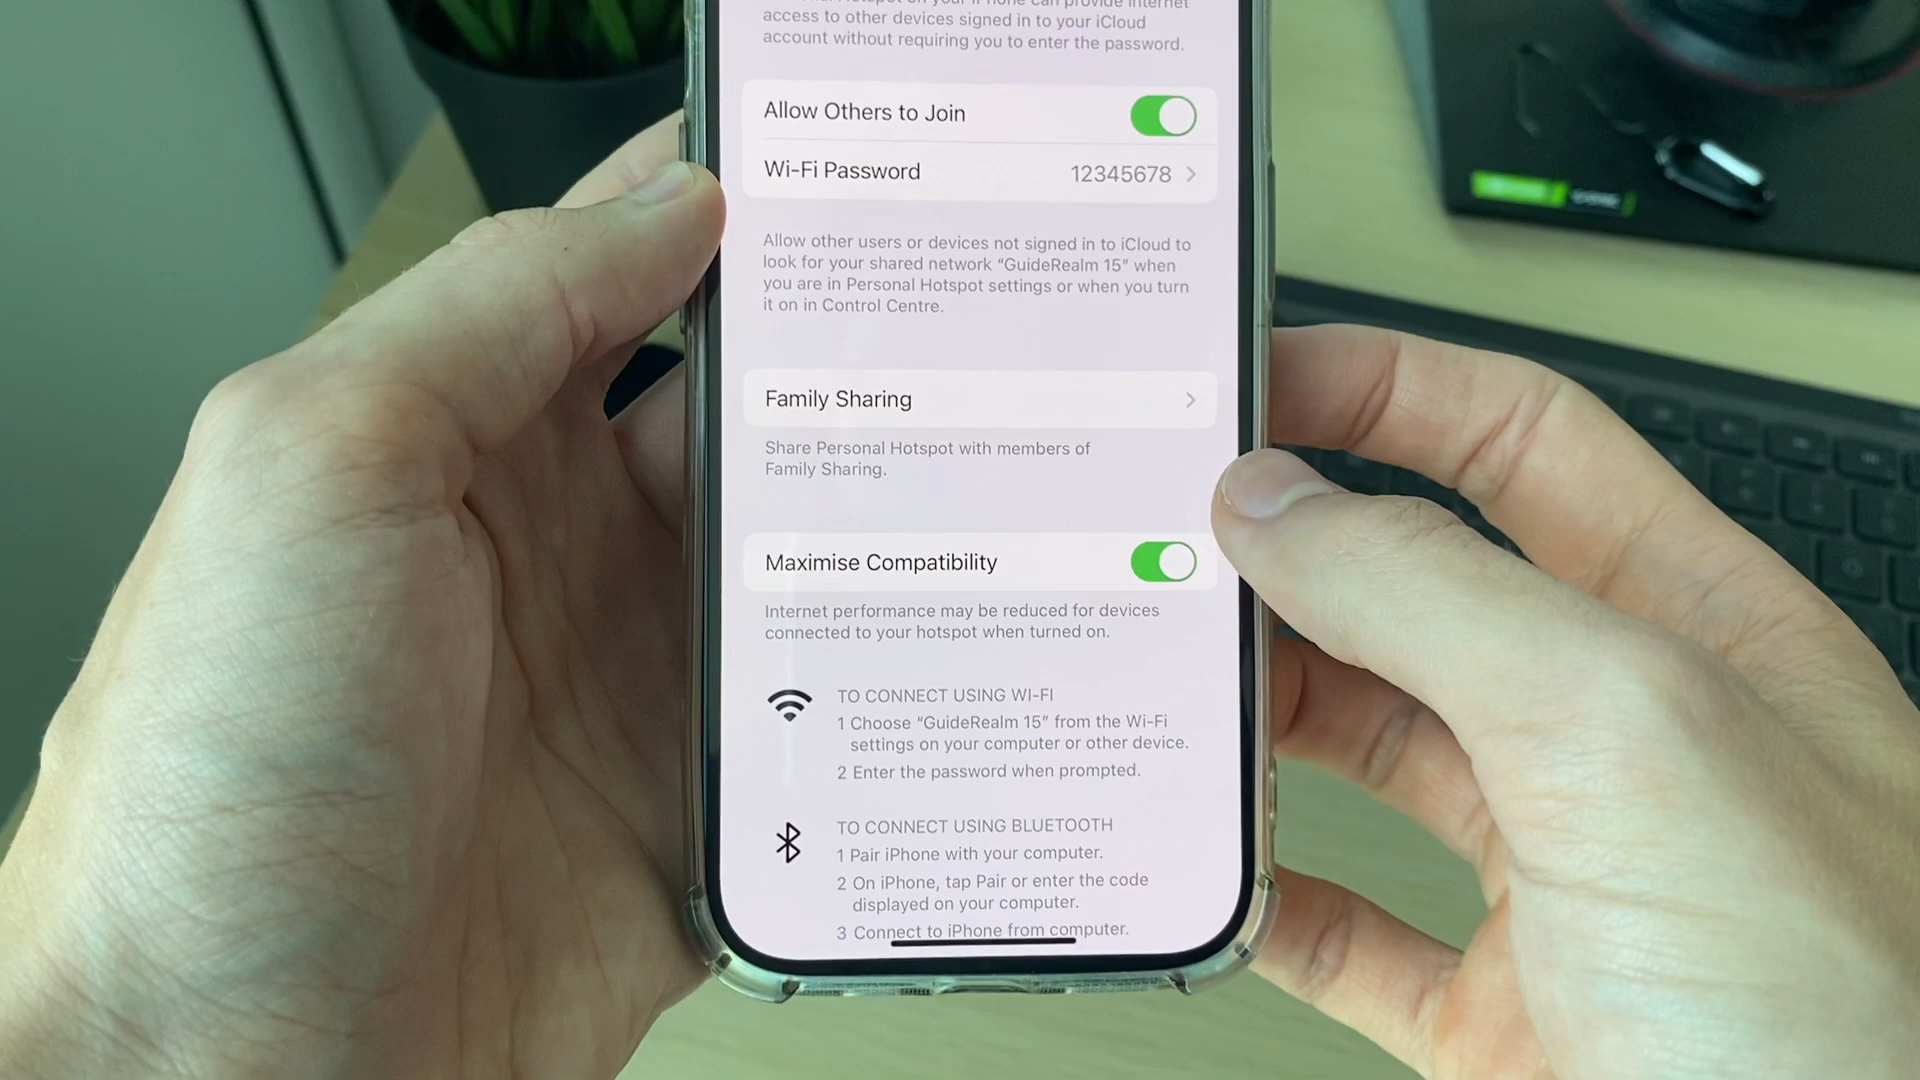 Hotspot on your iPhone can provide internet
access to other devices signed in to your iCloud
account without requiring you to enter the password.
Allow Others to Join
Wi-Fi Password 12345678
Allow other users or devices not signed in to iCloud to
look for your shared network “GuideRealm 15” when
you are in Personal Hotspot settings or when you turn
it on in Control Centre.
Family Sharing
Share Personal Hotspot with members of
Family Sharing.
Maximise Compatibility
Internet performance may be reduced for devices
connected to your hotspot when turned on.
TO CONNECT USING WI-FI
1 Choose “GuideRealm 15” from the Wi-Fi
settings on your computer or other device.
2 Enter the password when prompted.
TO CONNECT USING BLUETOOTH
1 Pair iPhone with your computer.
2 On iPhone, tap Pair or enter the code
displayed on your computer.
3 Connect to iPhone from computer.